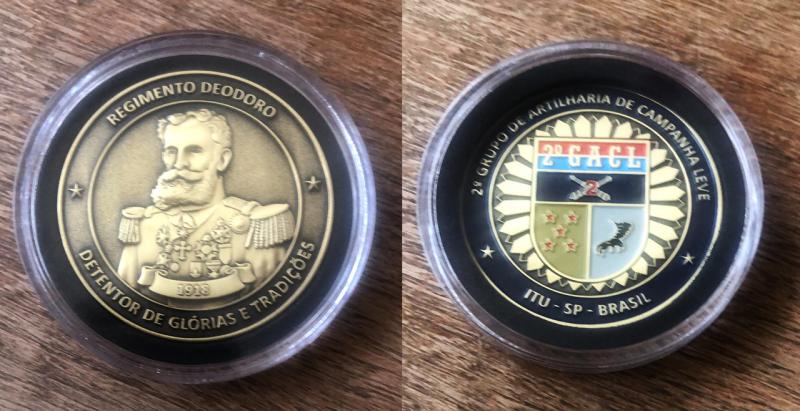 REGIMENTO DEODORO
1918
DETENTOR DE GLÓRIAS E TRADIÇÕES
2º GRUPO DE ARTILHARIA DE CAMPANHA LEVE
2º GACL
2
ITU - SP - BRASIL